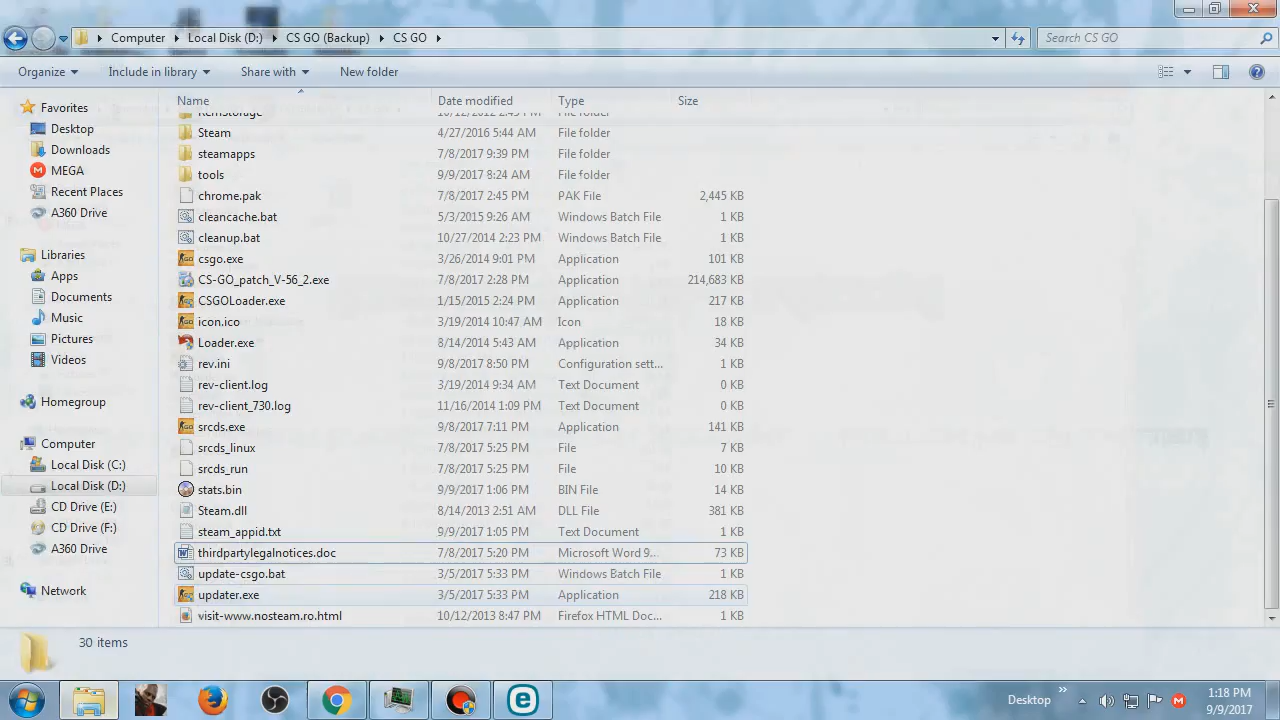 Computer Local Disk (D:) CS GO (Backup) CS GO Search CS GO
Organize Include in library Share with New folder
Name Date modified Type Size
Favorites
Desktop
Downloads
MEGA
Recent Places
A360 Drive
Libraries
Apps
Documents
Music
Pictures
Videos
Homegroup
Computer
Local Disk (C:)
Local Disk (D:)
CD Drive (E:)
CD Drive (F:)
A360 Drive
Network
Steam 4/27/2016 5:44 AM File folder
steamapps 7/8/2017 9:39 PM File folder
tools 9/9/2017 8:24 AM File folder
chrome.pak 7/8/2017 2:45 PM PAK File 2,445 KB
cleancache.bat 5/3/2015 9:26 AM Windows Batch File 1 KB
cleanup.bat 10/27/2014 2:23 PM Windows Batch File 1 KB
csgo.exe 3/26/2014 9:01 PM Application 101 KB
CS-GO_patch_V-56_2.exe 7/8/2017 2:28 PM Application 214,683 KB
CSGOLoader.exe 1/15/2015 2:24 PM Application 217 KB
icon.ico 3/19/2014 10:47 AM Icon 18 KB
Loader.exe 8/14/2014 5:43 AM Application 34 KB
rev.ini 9/8/2017 8:50 PM Configuration sett... 1 KB
rev-client.log 3/19/2014 9:34 AM Text Document 0 KB
rev-client_730.log 11/16/2014 1:09 PM Text Document 0 KB
srcds.exe 9/8/2017 7:11 PM Application 141 KB
srcds_linux 7/8/2017 5:25 PM File 7 KB
srcds_run 7/8/2017 5:25 PM File 10 KB
stats.bin 9/9/2017 1:06 PM BIN File 14 KB
Steam.dll 8/14/2013 2:51 AM DLL File 381 KB
steam_appid.txt 9/9/2017 1:05 PM Text Document 1 KB
thirdpartylegalnotices.doc 7/8/2017 5:20 PM Microsoft Word 9... 73 KB
update-csgo.bat 3/5/2017 5:33 PM Windows Batch File 1 KB
updater.exe 3/5/2017 5:33 PM Application 218 KB
visit-www.nosteam.ro.html 10/12/2013 8:47 PM Firefox HTML Doc... 1 KB
30 items
Desktop 1:18 PM
9/9/2017